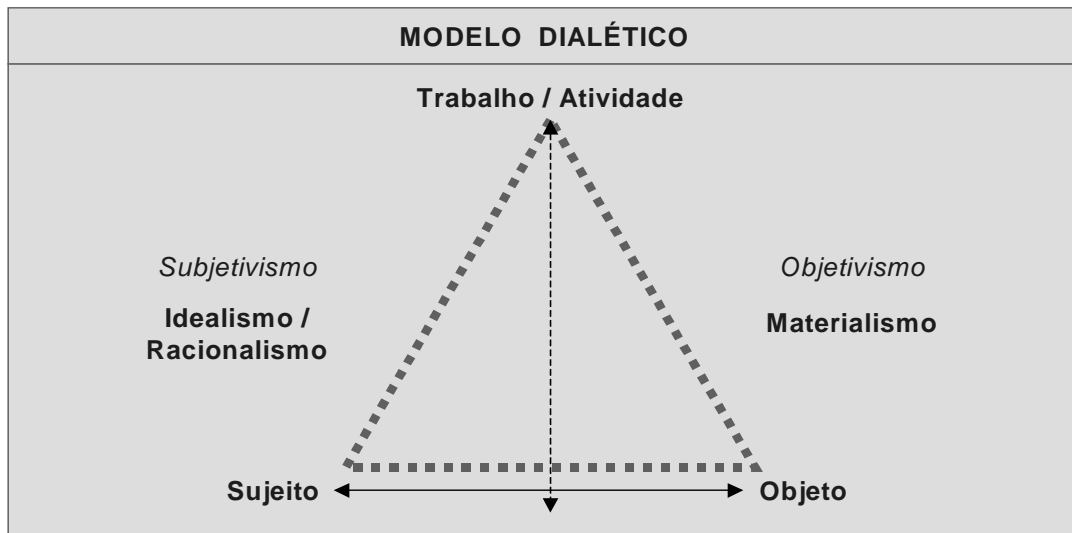 MODELO DIALÉTICO
Trabalho / Atividade
Subjetivismo
Objetivismo
Idealismo /
Racionalismo
Materialismo
Sujeito
Objeto